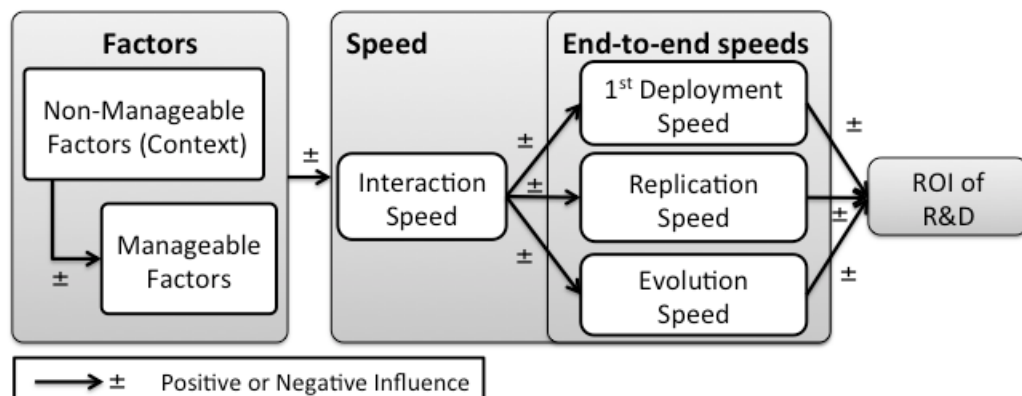 Factors
Non-Manageable
Factors (Context)
±
Manageable
Factors
±
Speed
Interaction
Speed
±
±
±
End-to-end speeds
1st Deployment
Speed
Replication
Speed
Evolution
Speed
±
±
±
ROI of
R&D
± Positive or Negative Influence